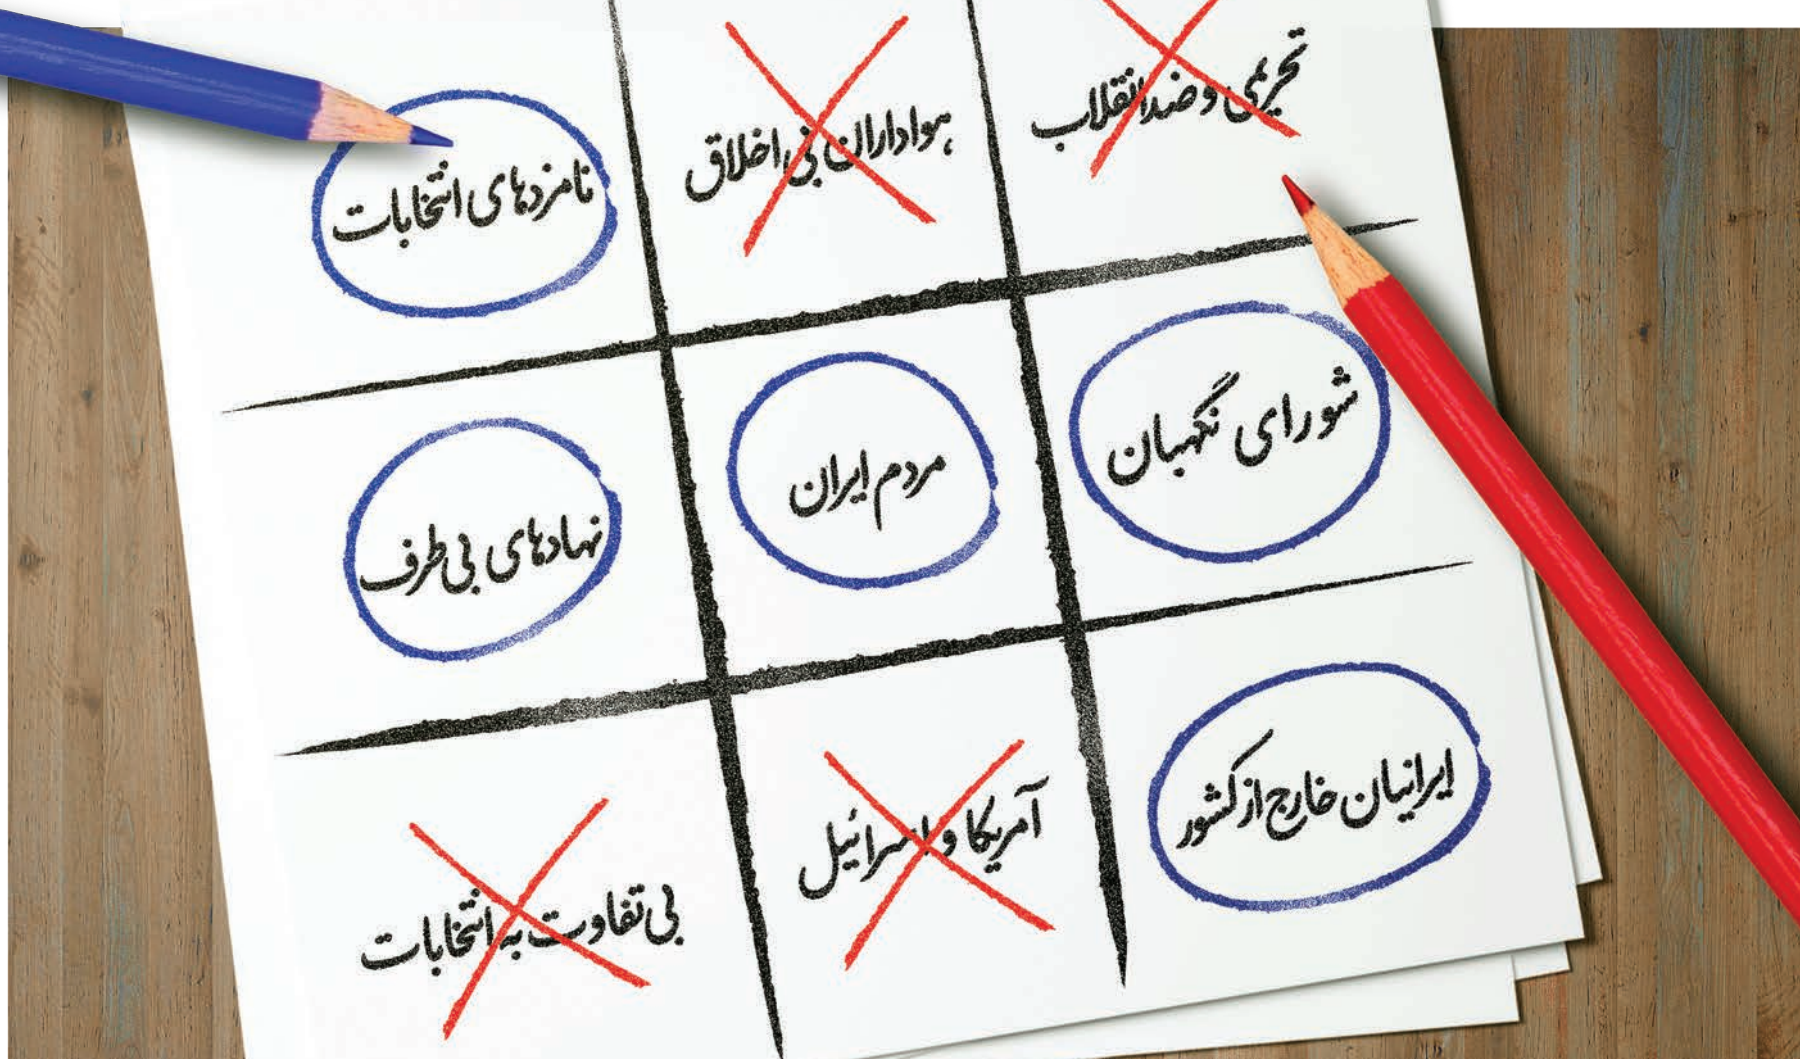 تحریمی و ضد انقلاب
هواداران بی اخلاق
نامزدهای انتخابات
شورای نگهبان
مردم ایران
نهادهای بی طرف
ایرانیان خارج از کشور
آمریکا و اسرائیل
بی تفاوت به انتخابات